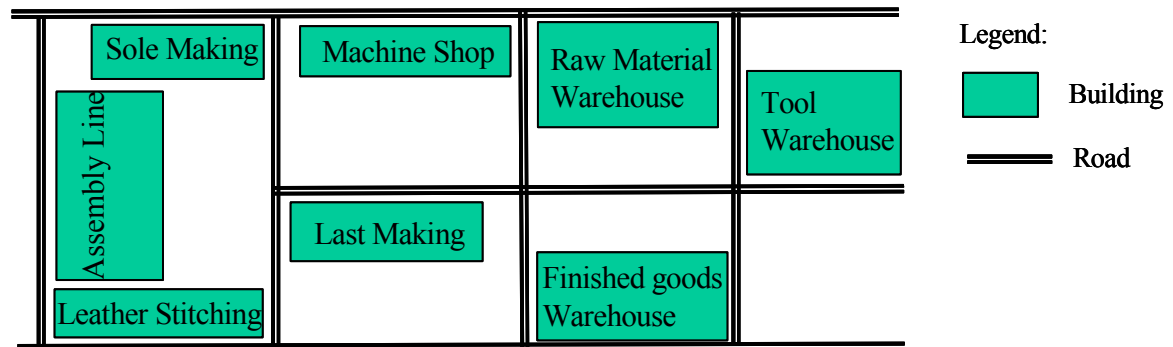 Sole Making
Machine Shop
Raw Material
Warehouse
Tool
Warehouse
Assembly Line
Last Making
Leather Stitching
Finished goods
Warehouse
Legend:
Building
Road